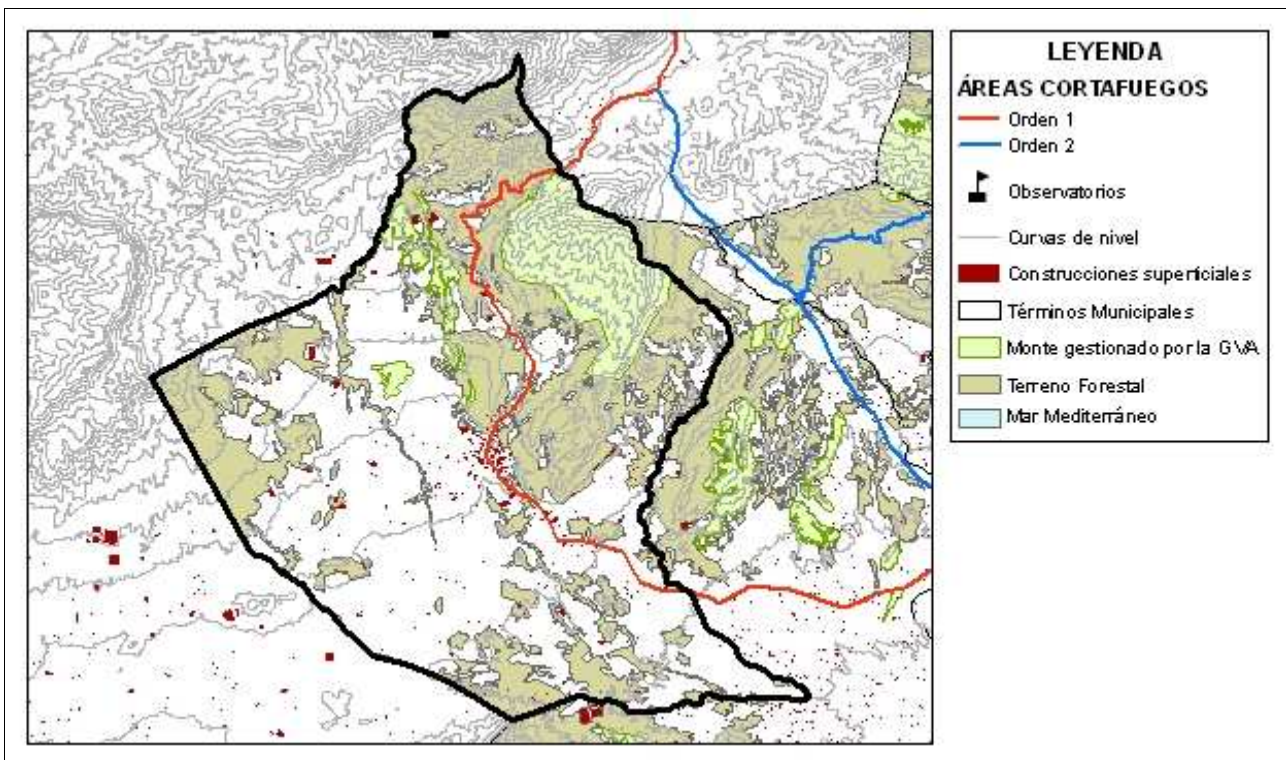 LEYENDA
ÁREAS CORTAFUEGOS
Orden 1
Orden 2
Observatorios
Curvas de nivel
Construcciones superficiales
Términos Municipales
Monte gestionado por la GVA
Terreno Forestal
Mar Mediterráneo